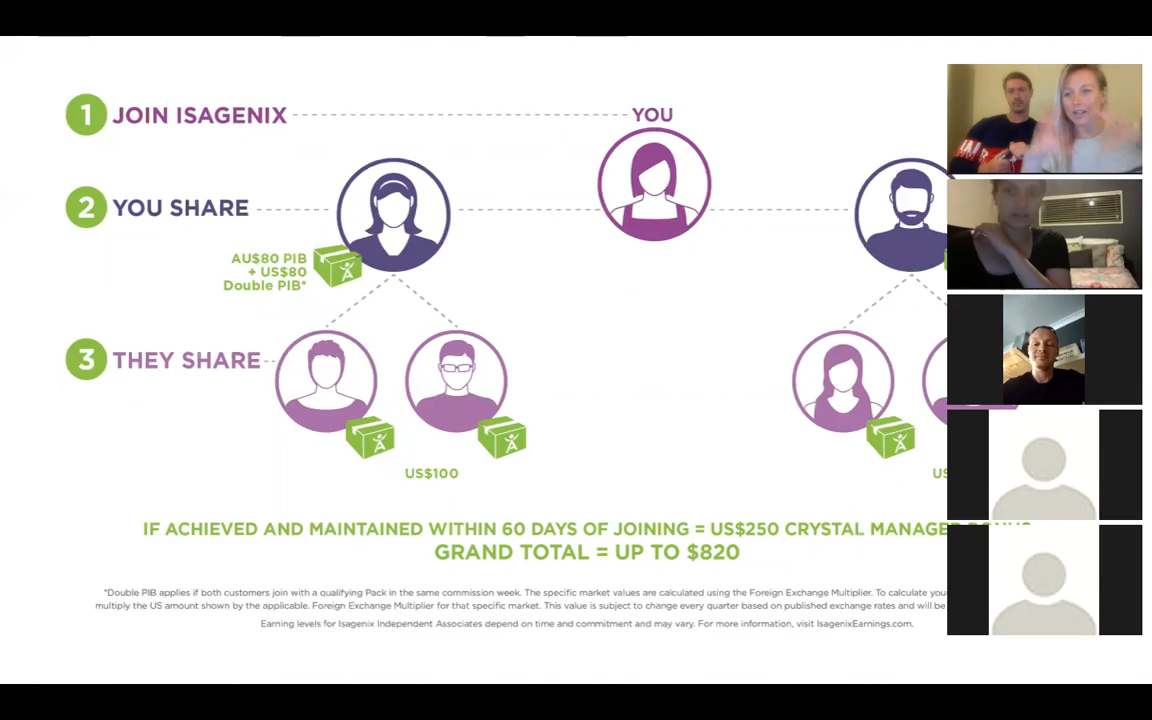 1 JOIN ISAGENIX
YOU
2 YOU SHARE
AU$80 PIB
+ US$80
Double PIB*
3 THEY SHARE
US$100
US
IF ACHIEVED AND MAINTAINED WITHIN 60 DAYS OF JOINING = US$250 CRYSTAL MANAGER BONUS
GRAND TOTAL = UP TO $820
*Double PIB applies if both customers join with a qualifying Pack in the same commission week. The specific market values are calculated using the Foreign Exchange Multiplier. To calculate your
multiply the US amount shown by the applicable. Foreign Exchange Multiplier for that specific market. This value is subject to change every quarter based on published exchange rates and will be
Earning levels for Isagenix Independent Associates depend on time and commitment and may vary. For more information, visit IsagenixEarnings.com.